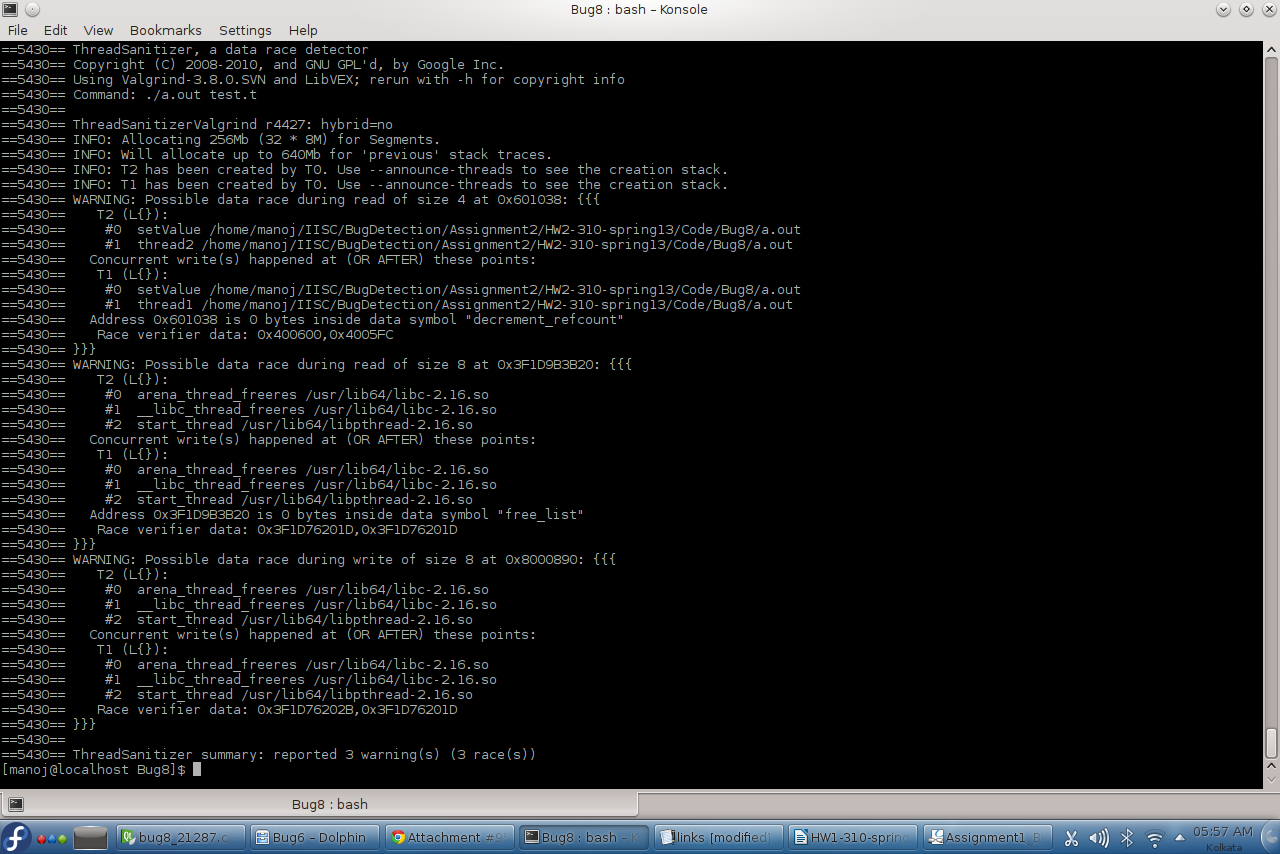 Bug8 : bash – Konsole
File Edit View Bookmarks Settings Help
==5430== ThreadSanitizer, a data race detector
==5430== Copyright (C) 2008-2010, and GNU GPL'd, by Google Inc.
==5430== Using Valgrind-3.8.0.SVN and LibVEX; rerun with -h for copyright info
==5430== Command: ./a.out test.t
==5430==
==5430== ThreadSanitizerValgrind r4427: hybrid=no
==5430== INFO: Allocating 256Mb (32 * 8M) for Segments.
==5430== INFO: Will allocate up to 640Mb for 'previous' stack traces.
==5430== INFO: T2 has been created by T0. Use --announce-threads to see the creation stack.
==5430== INFO: T1 has been created by T0. Use --announce-threads to see the creation stack.
==5430== WARNING: Possible data race during read of size 4 at 0x601038: {{{
==5430==    T2 (L{}):
==5430==     #0  setValue /home/manoj/IISC/BugDetection/Assignment2/HW2-310-spring13/Code/Bug8/a.out
==5430==     #1  thread2 /home/manoj/IISC/BugDetection/Assignment2/HW2-310-spring13/Code/Bug8/a.out
==5430==   Concurrent write(s) happened at (OR AFTER) these points:
==5430==    T1 (L{}):
==5430==     #0  setValue /home/manoj/IISC/BugDetection/Assignment2/HW2-310-spring13/Code/Bug8/a.out
==5430==     #1  thread1 /home/manoj/IISC/BugDetection/Assignment2/HW2-310-spring13/Code/Bug8/a.out
==5430==   Address 0x601038 is 0 bytes inside data symbol "decrement_refcount"
==5430==    Race verifier data: 0x400600,0x4005FC
==5430== }}}
==5430== WARNING: Possible data race during read of size 8 at 0x3F1D9B3B20: {{{
==5430==    T2 (L{}):
==5430==     #0  arena_thread_freeres /usr/lib64/libc-2.16.so
==5430==     #1  __libc_thread_freeres /usr/lib64/libc-2.16.so
==5430==     #2  start_thread /usr/lib64/libpthread-2.16.so
==5430==   Concurrent write(s) happened at (OR AFTER) these points:
==5430==    T1 (L{}):
==5430==     #0  arena_thread_freeres /usr/lib64/libc-2.16.so
==5430==     #1  __libc_thread_freeres /usr/lib64/libc-2.16.so
==5430==     #2  start_thread /usr/lib64/libpthread-2.16.so
==5430==   Address 0x3F1D9B3B20 is 0 bytes inside data symbol "free_list"
==5430==    Race verifier data: 0x3F1D76201D,0x3F1D76201D
==5430== }}}
==5430== WARNING: Possible data race during write of size 8 at 0x8000890: {{{
==5430==    T2 (L{}):
==5430==     #0  arena_thread_freeres /usr/lib64/libc-2.16.so
==5430==     #1  __libc_thread_freeres /usr/lib64/libc-2.16.so
==5430==     #2  start_thread /usr/lib64/libpthread-2.16.so
==5430==   Concurrent write(s) happened at (OR AFTER) these points:
==5430==    T1 (L{}):
==5430==     #0  arena_thread_freeres /usr/lib64/libc-2.16.so
==5430==     #1  __libc_thread_freeres /usr/lib64/libc-2.16.so
==5430==     #2  start_thread /usr/lib64/libpthread-2.16.so
==5430==    Race verifier data: 0x3F1D76202B,0x3F1D76201D
==5430== }}}
==5430==
==5430== ThreadSanitizer summary: reported 3 warning(s) (3 race(s))
[manoj@localhost Bug8]$
Bug8 : bash
bug8_21287.c Bug6 – Dolphin Attachment #9 Bug8 : bash – K links [modified] HW1-310-spring Assignment1_B 05:57 AM
Kolkata